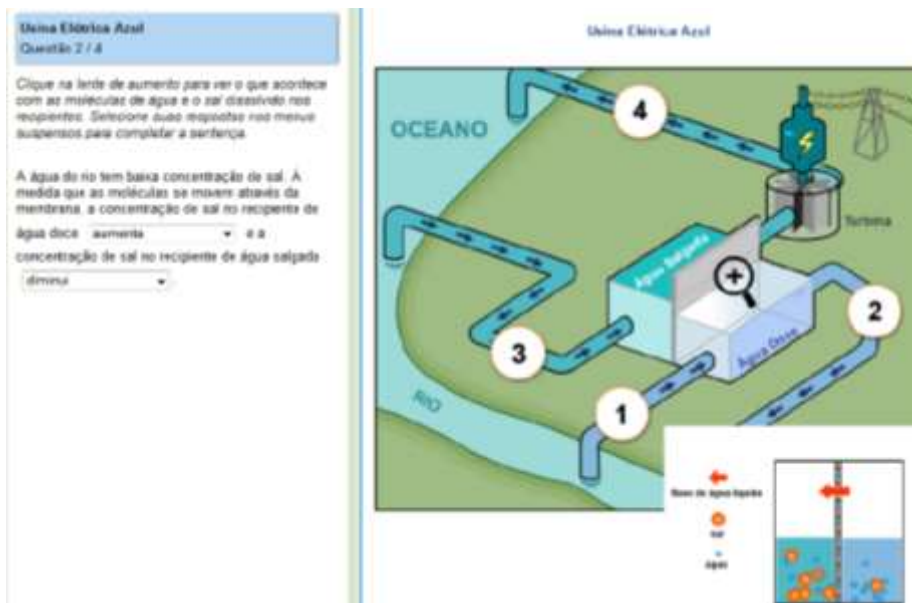 Usina Elétrica Azul
Questão 2 / 4
Clique na lente de aumento para ver o que acontece
com as moléculas de água e o sal dissolvido nos
recipientes. Selecione suas respostas nos menus
suspensos para completar a sentença.
A água do rio tem baixa concentração de sal. À
medida que as moléculas se movem através da
membrana, a concentração de sal no recipiente de
água doce aumenta e a
concentração de sal no recipiente de água salgada
diminui
Usina Elétrica Azul
OCEANO
4
Turbina
Água Salgada
2
Água Doce
3
RIO
1
fluxo de água líquida
sal
água